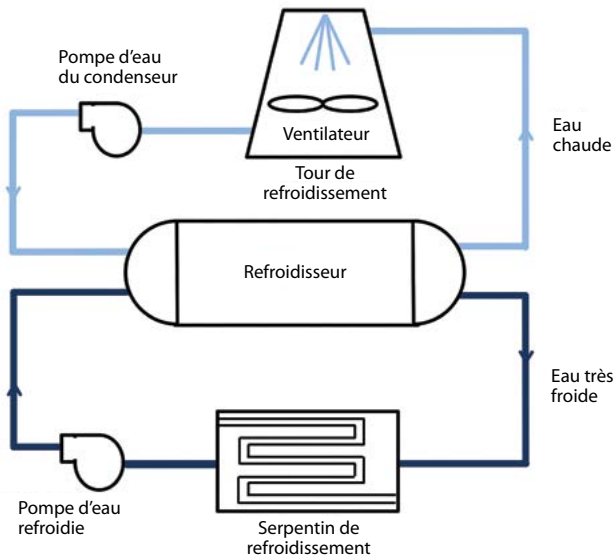 Pompe d'eau
du condenseur
Ventilateur
Tour de
refroidissement
Eau
chaude
Refroidisseur
Eau très
froide
Pompe d'eau
refroidie
Serpentin de
refroidissement